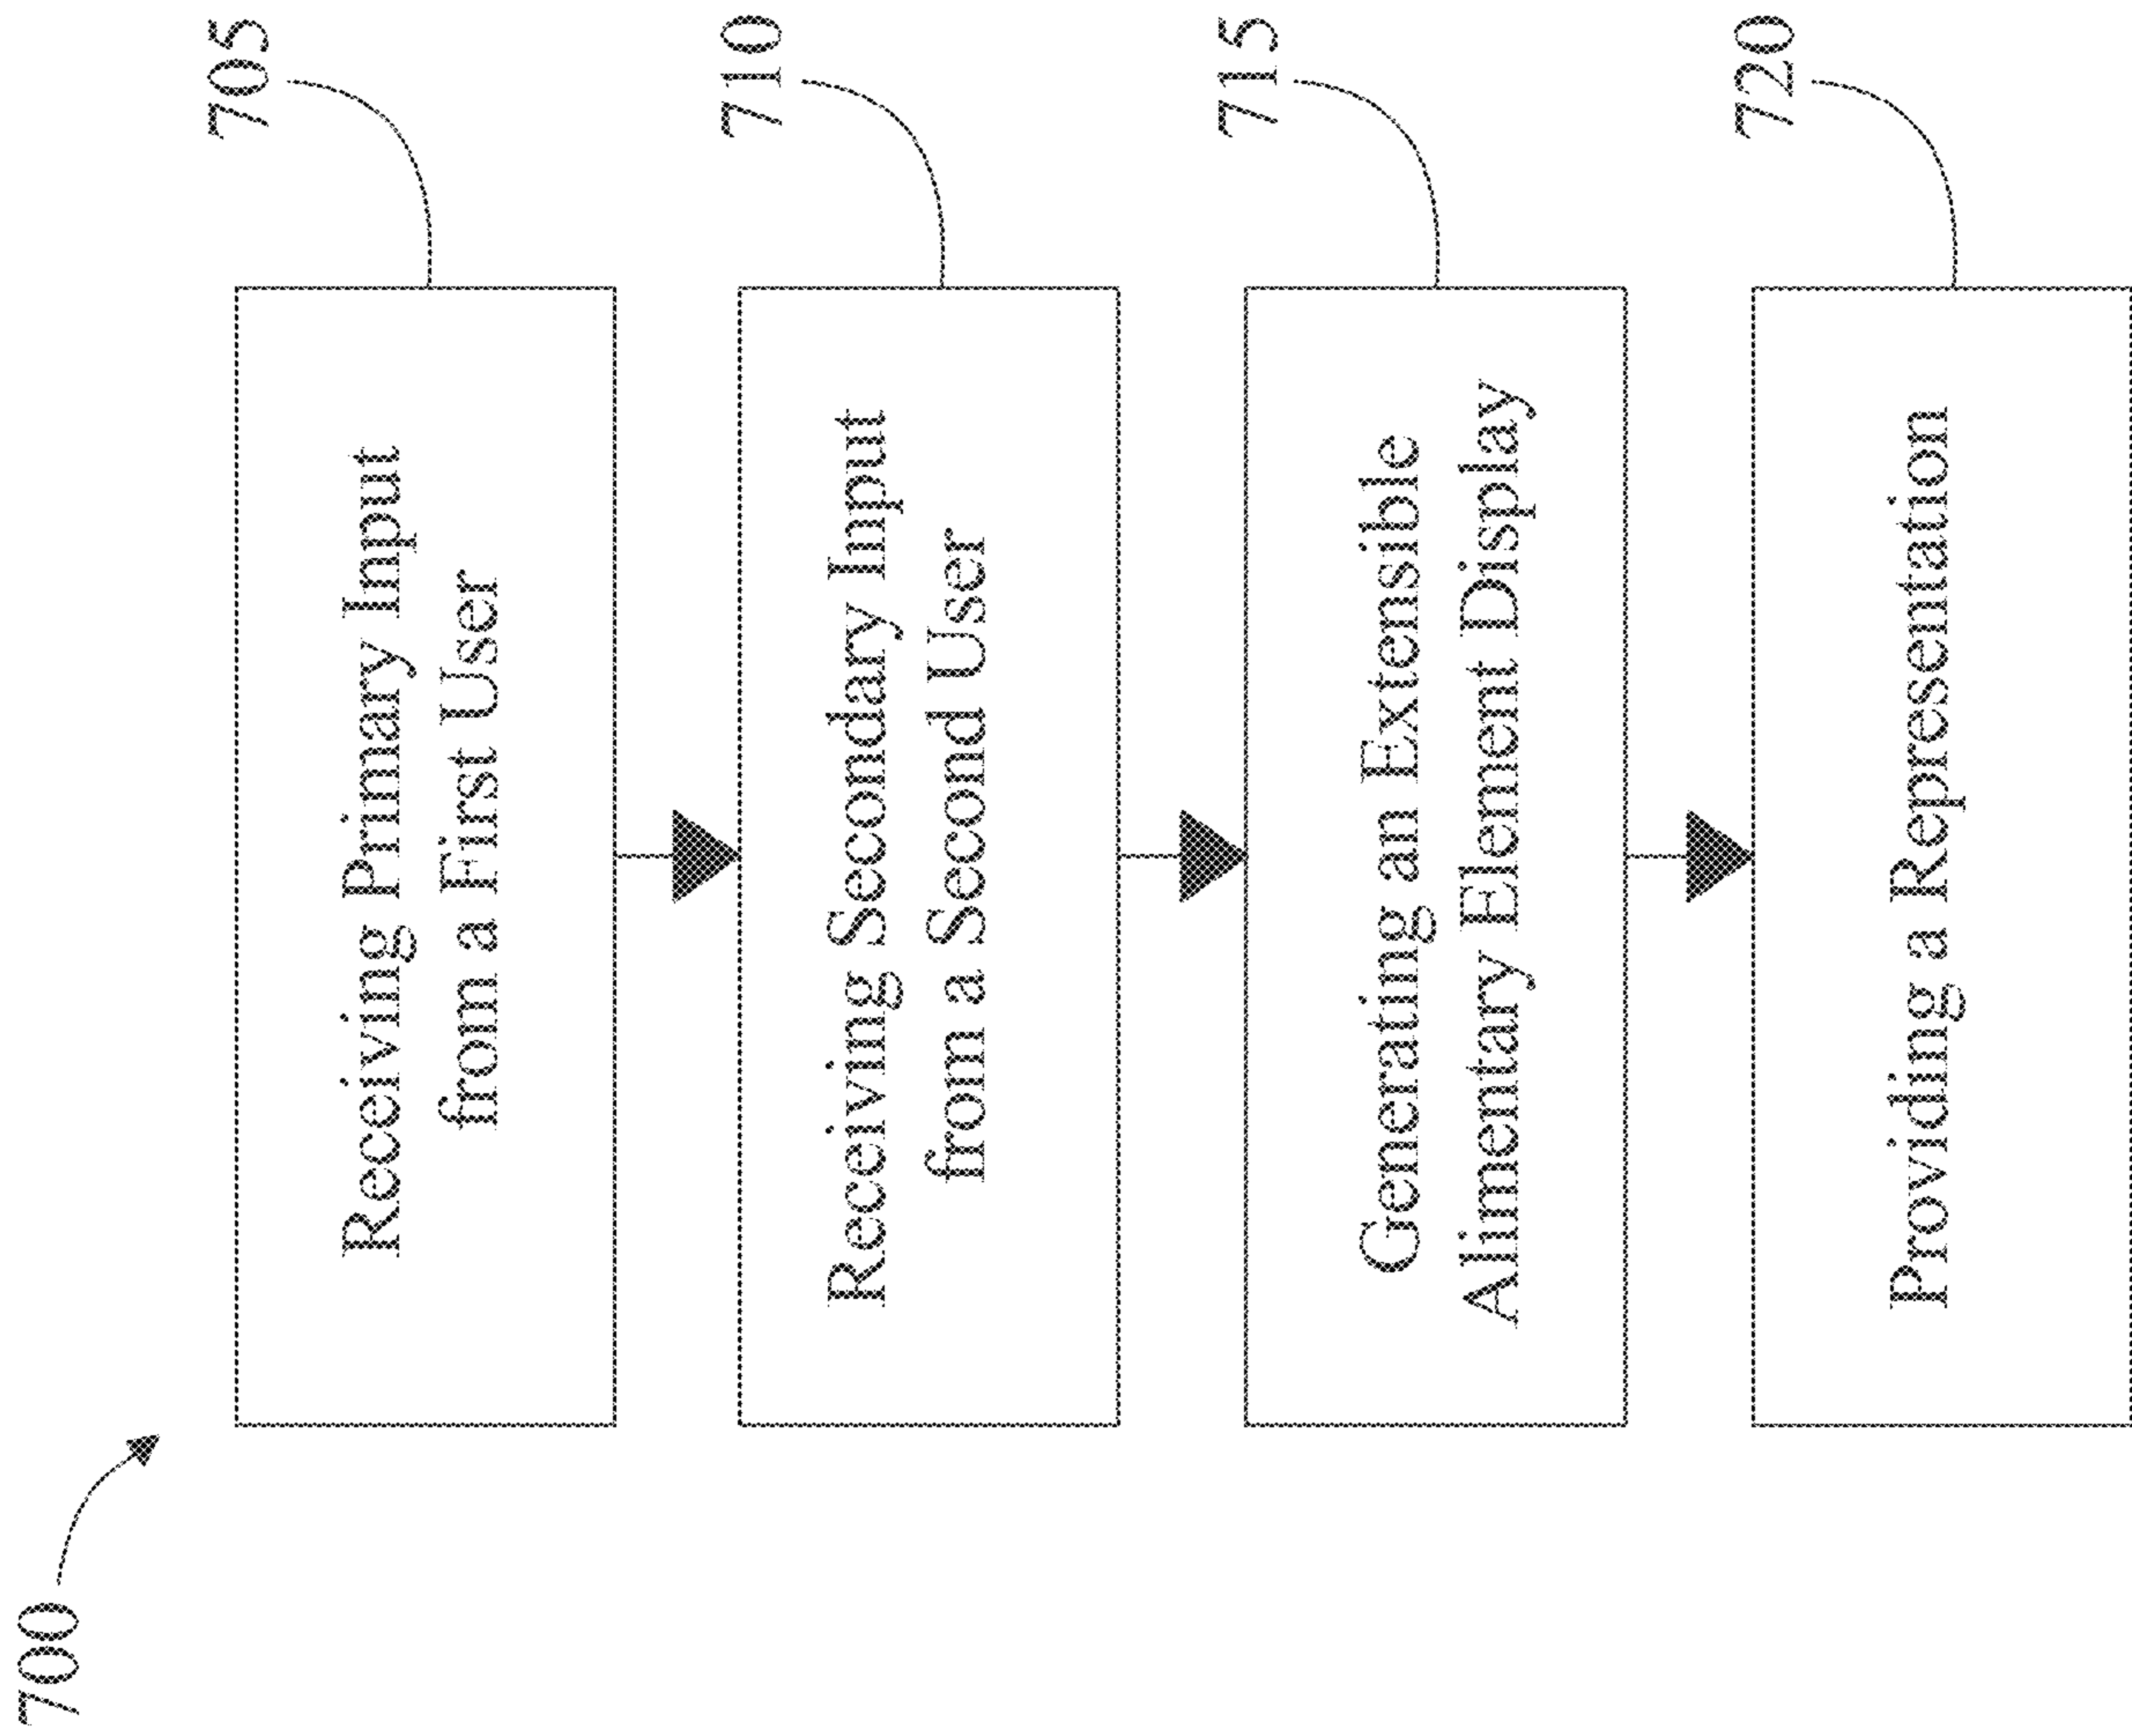 700
705
Receiving Primary Input
from a First User
710
Receiving Secondary Input
from a Second User
715
Generating an Extensible
Alimentary Element Display
720
Providing a Representation